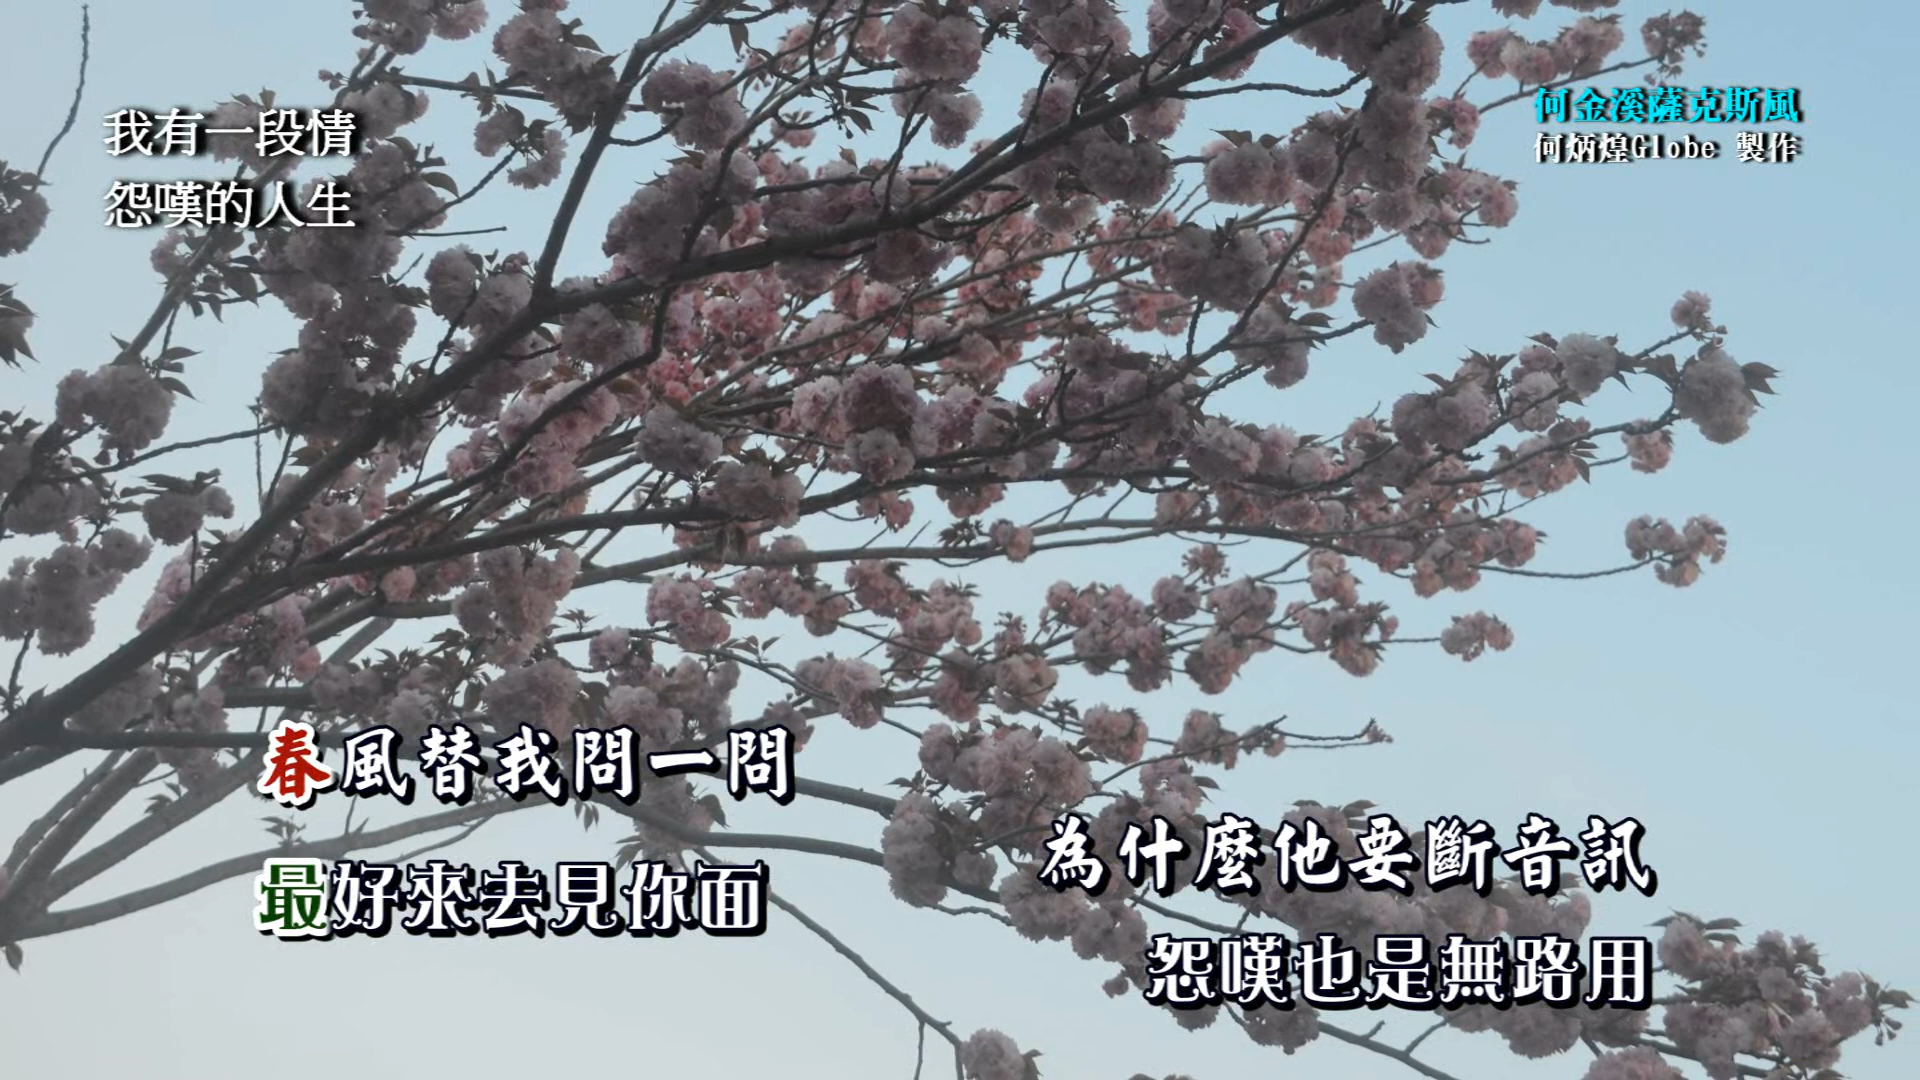 我有一段情
怨嘆的人生
何金溪薩克斯風
何炳煌Globe 製作
春風替我問一問
為什麼他要斷音訊
最好來去見你面
怨嘆也是無路用